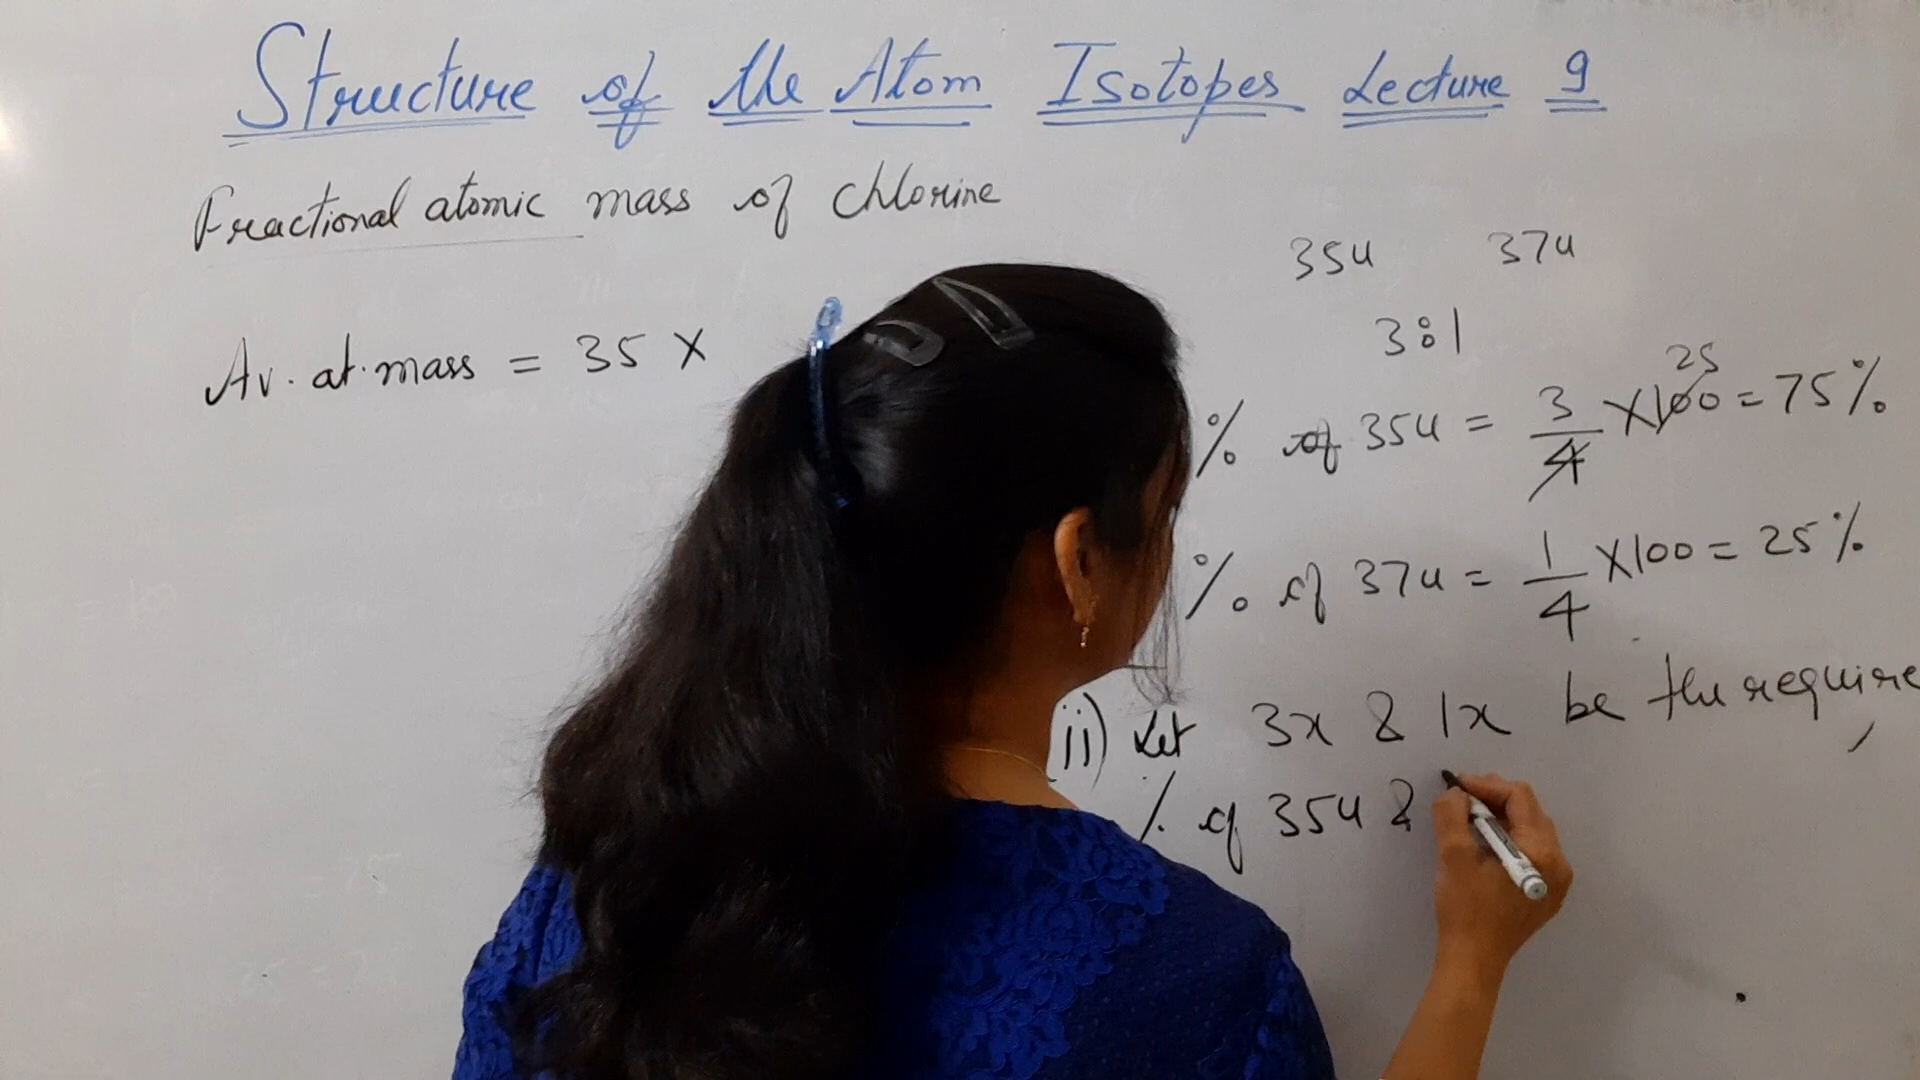 Structure of the Atom Isotopes Lecture 9
Fractional atomic mass of chlorine
Av. at. mass = 35 X
35u 37u
3:1
% of 35u = 3/4 X 100 = 75%
25
% of 37u = 1/4 X 100 = 25%
(ii) Let 3x & 1x be the require
% of 35u &